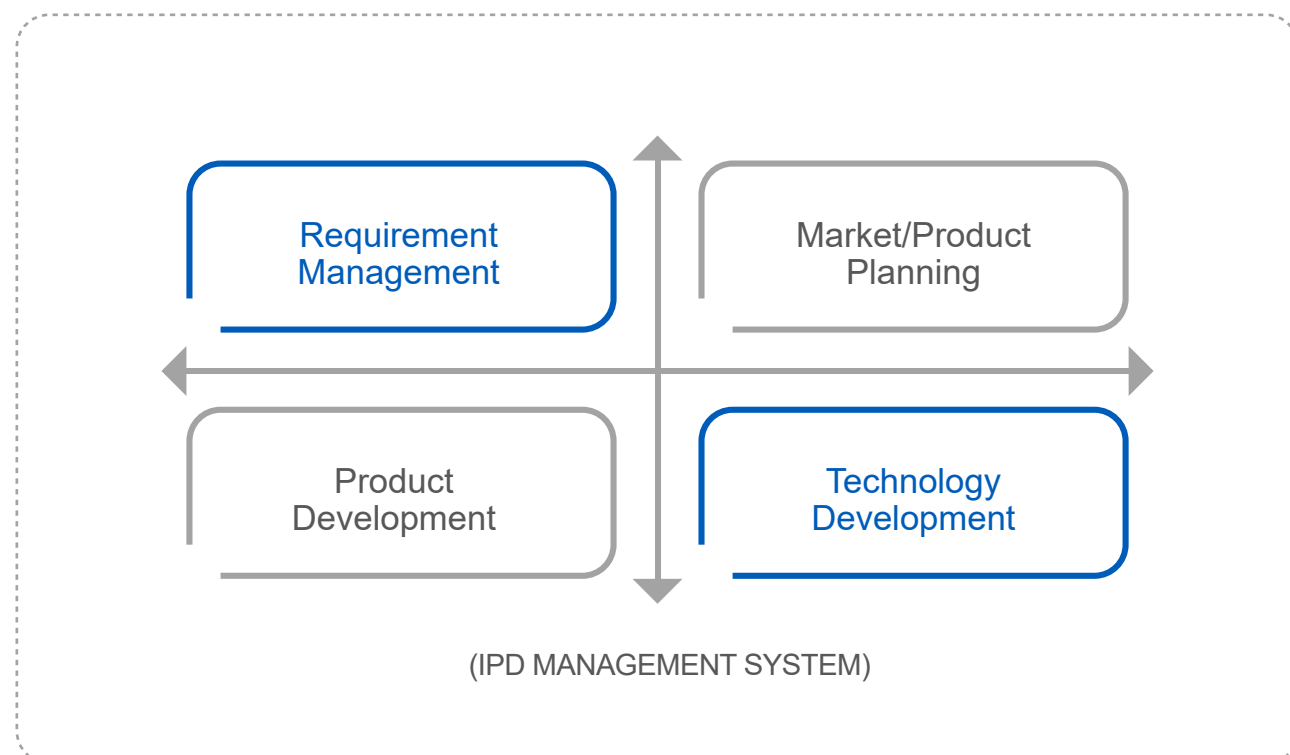 Requirement
Management
Market/Product
Planning
Product
Development
Technology
Development
(IPD MANAGEMENT SYSTEM)